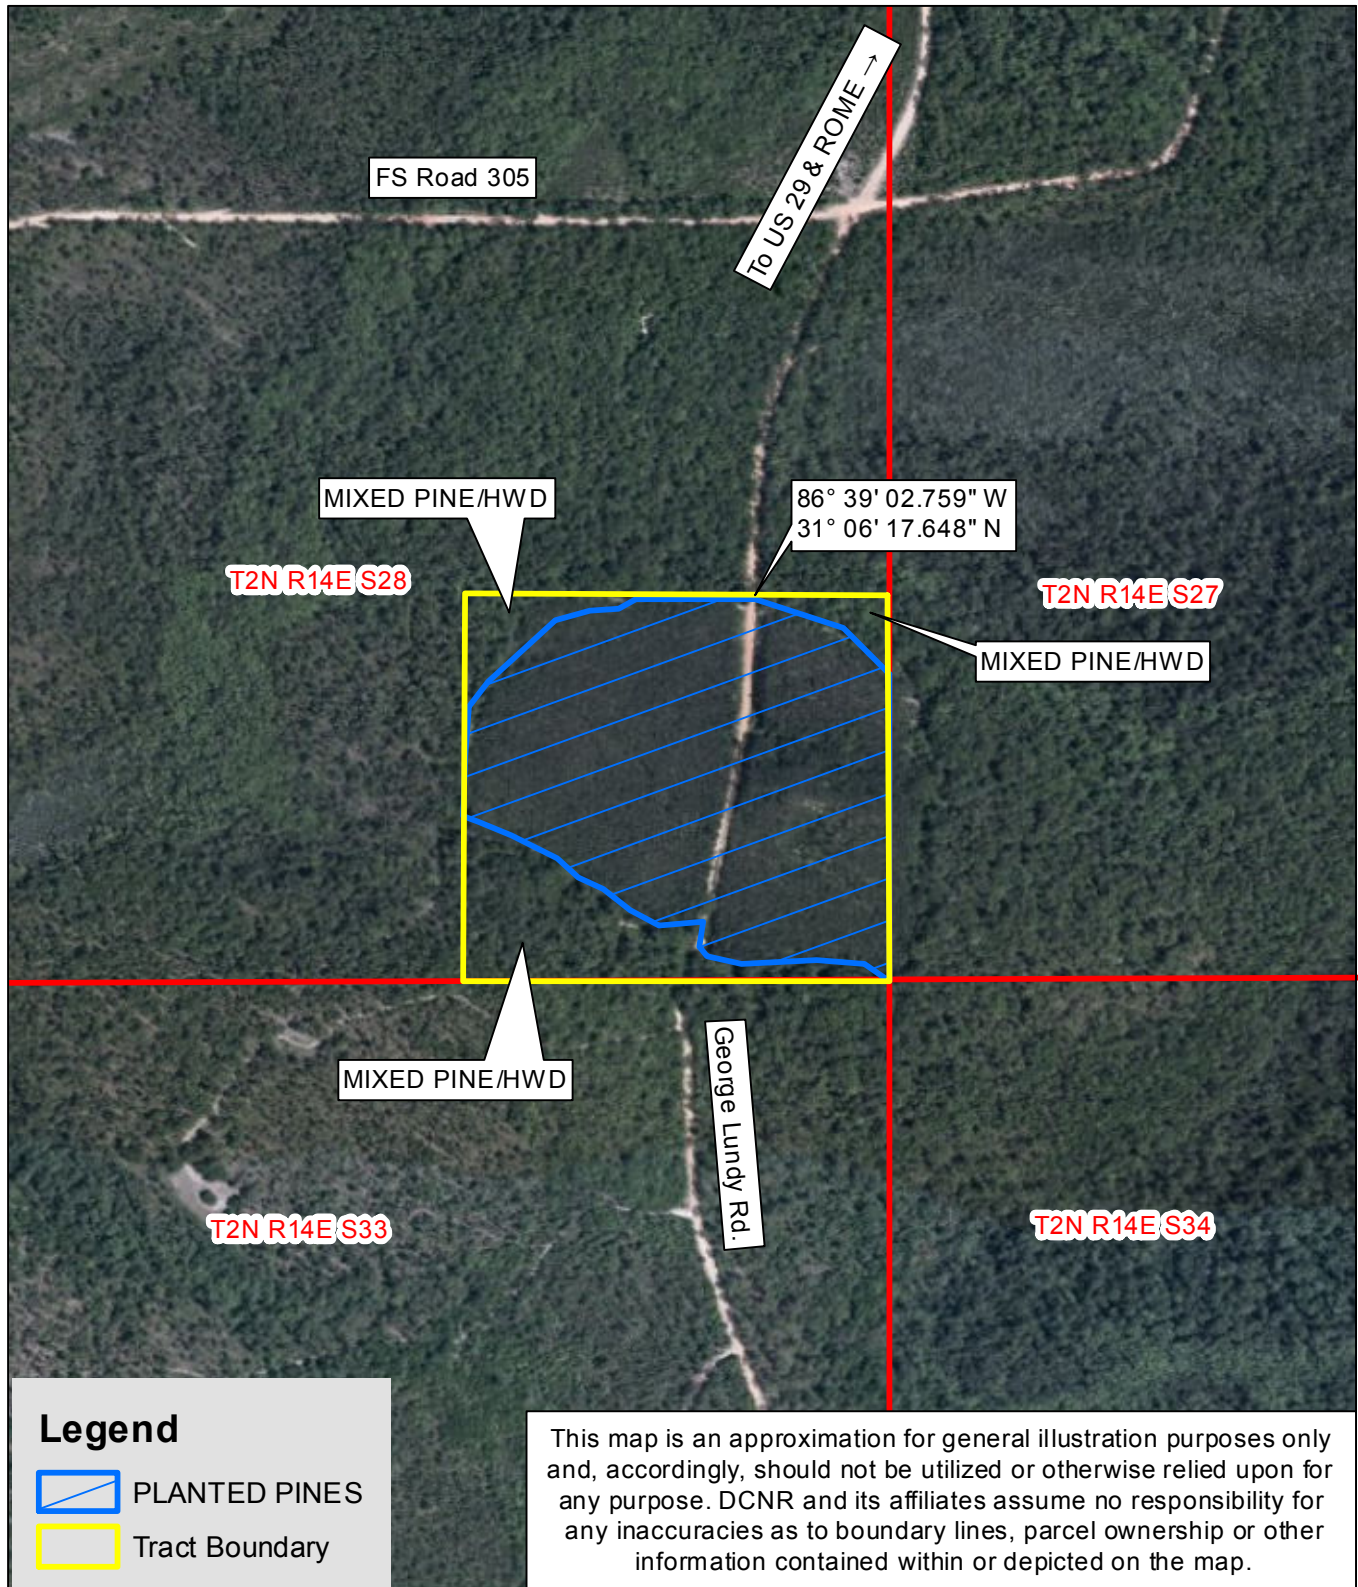 To US 29 & ROME →
FS Road 305
MIXED PINE/HWD
86° 39' 02.759" W
31° 06' 17.648" N
T2N R14E S28
T2N R14E S27
MIXED PINE/HWD
MIXED PINE/HWD
George Lundy Rd.
T2N R14E S33
T2N R14E S34
Legend
PLANTED PINES
Tract Boundary
This map is an approximation for general illustration purposes only
and, accordingly, should not be utilized or otherwise relied upon for
any purpose. DCNR and its affiliates assume no responsibility for
any inaccuracies as to boundary lines, parcel ownership or other
information contained within or depicted on the map.